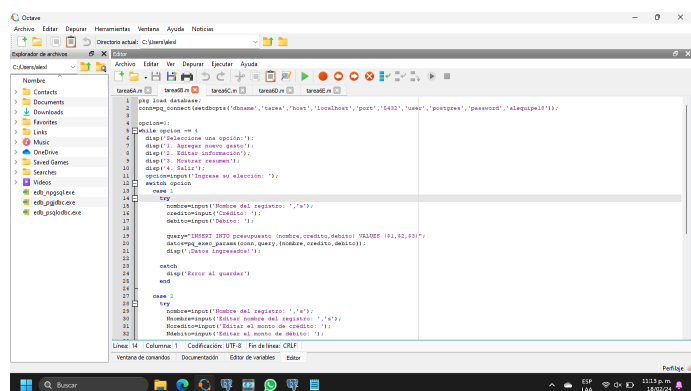 Octave
Archivo Editar Depurar Herramientas Ventana Ayuda Noticias
Directorio actual: C:\Users\alexl
Explorador de archivos
Editor
C:/Users/alexl
Archivo Editar Ver Depurar Ejecutar Ayuda
Nombre
Contacts
Documents
Downloads
Favorites
Links
Music
OneDrive
Saved Games
Searches
Videos
edb_npgsql.exe
edb_pgjdbc.exe
edb_psqlodbc.exe
tarea6A.m tarea6B.m tarea6C.m tarea6D.m tarea6E.m
1 pkg load database;
2 conn=pq_connect(setdbopts('dbname','tarea','host','localhost','port','5432','user','postgres','password','alequipel8'));
3
4 opcion=0;
5 while opcion ~= 4
6 disp('Seleccione una opción:');
7 disp('1. Agregar nuevo gasto');
8 disp('2. Editar información');
9 disp('3. Mostrar resumen');
10 disp('4. Salir');
11 opcion=input('Ingrese su elección: ');
12 switch opcion
13 case 1
14 try
15 nombre=input('Nombre del registro: ','s');
16 credito=input('Crédito: ');
17 debito=input('Débito: ');
18
19 query="INSERT INTO presupuesto (nombre,credito,debito) VALUES ($1,$2,$3)";
20 datos=pq_exec_params(conn,query,{nombre,credito,debito});
21 disp('¡Datos ingresados!');
22
23 catch
24 disp('Error al guardar')
25 end
26
27 case 2
28 try
29 nombre=input('Nombre del registro: ','s');
30 Nnombre=input('Editar nombre del registro: ','s');
31 Ncredito=input('Editar el monto de crédito: ');
32 Ndebito=input('Editar el monto de débito: ');
Línea: 14 Columna: 1 Codificación: UTF-8 Fin de línea: CRLF
Ventana de comandos Documentación Editor de variables Editor
Perfilaje
Buscar
ESP
LAA
11:13 p. m.
18/02/24